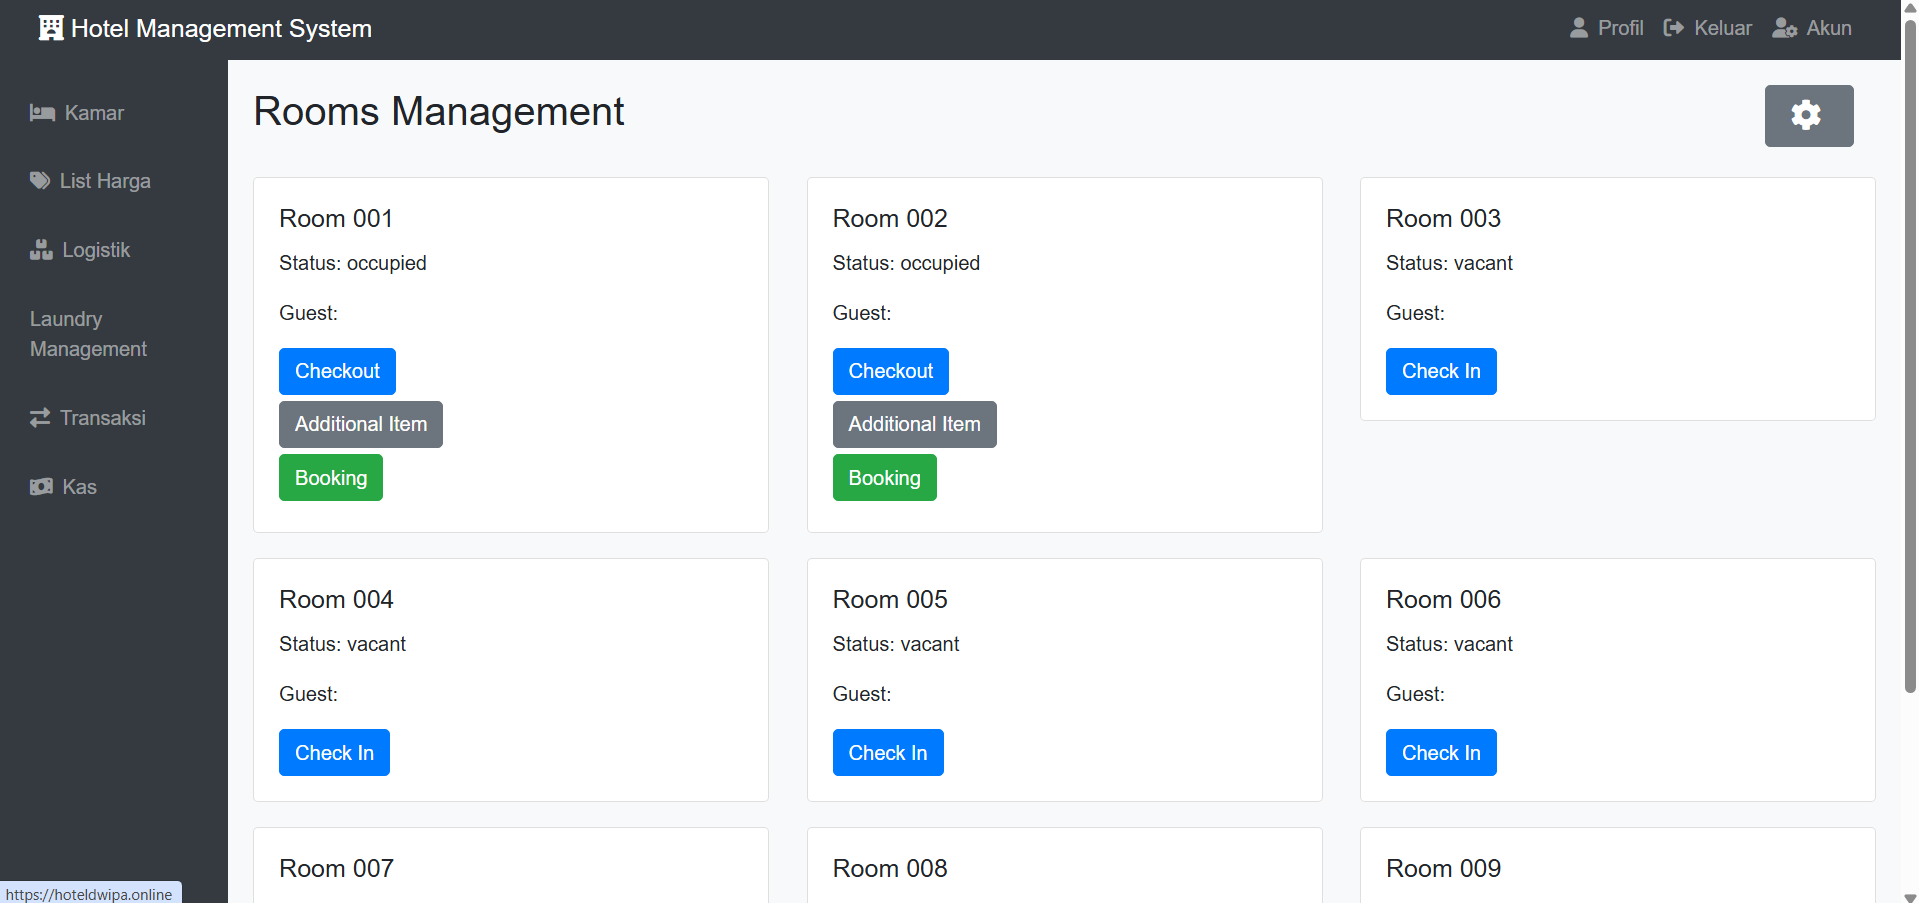 Hotel Management System
Profil
Keluar
Akun
Kamar
List Harga
Logistik
Laundry
Management
Transaksi
Kas
Rooms Management
Room 001
Status: occupied
Guest:
Checkout
Additional Item
Booking
Room 002
Status: occupied
Guest:
Checkout
Additional Item
Booking
Room 003
Status: vacant
Guest:
Check In
Room 004
Status: vacant
Guest:
Check In
Room 005
Status: vacant
Guest:
Check In
Room 006
Status: vacant
Guest:
Check In
Room 007
Room 008
Room 009
https://hoteldwipa.online